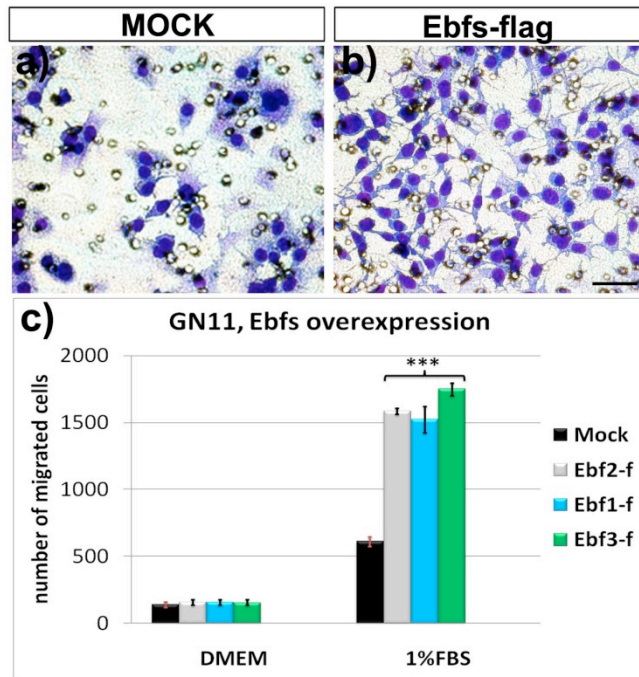 MOCK
Ebfs-flag
a)
b)
c)
GN11, Ebfs overexpression
number of migrated cells
2000
1500
1000
500
0
***
DMEM
1%FBS
Mock
Ebf2-f
Ebf1-f
Ebf3-f